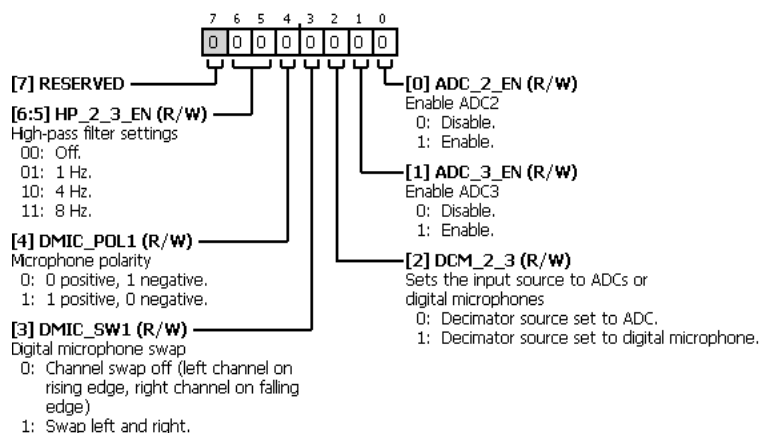 7 6 5 4 3 2 1 0
0 0 0 0 0 0 0 0
[7] RESERVED
[6:5] HP_2_3_EN (R/W)
High-pass filter settings
00: Off.
01: 1 Hz.
10: 4 Hz.
11: 8 Hz.
[4] DMIC_POL1 (R/W)
Microphone polarity
0: 0 positive, 1 negative.
1: 1 positive, 0 negative.
[3] DMIC_SW1 (R/W)
Digital microphone swap
0: Channel swap off (left channel on
rising edge, right channel on falling
edge)
1: Swap left and right.
[0] ADC_2_EN (R/W)
Enable ADC2
0: Disable.
1: Enable.
[1] ADC_3_EN (R/W)
Enable ADC3
0: Disable.
1: Enable.
[2] DCM_2_3 (R/W)
Sets the input source to ADCs or
digital microphones
0: Decimator source set to ADC.
1: Decimator source set to digital microphone.